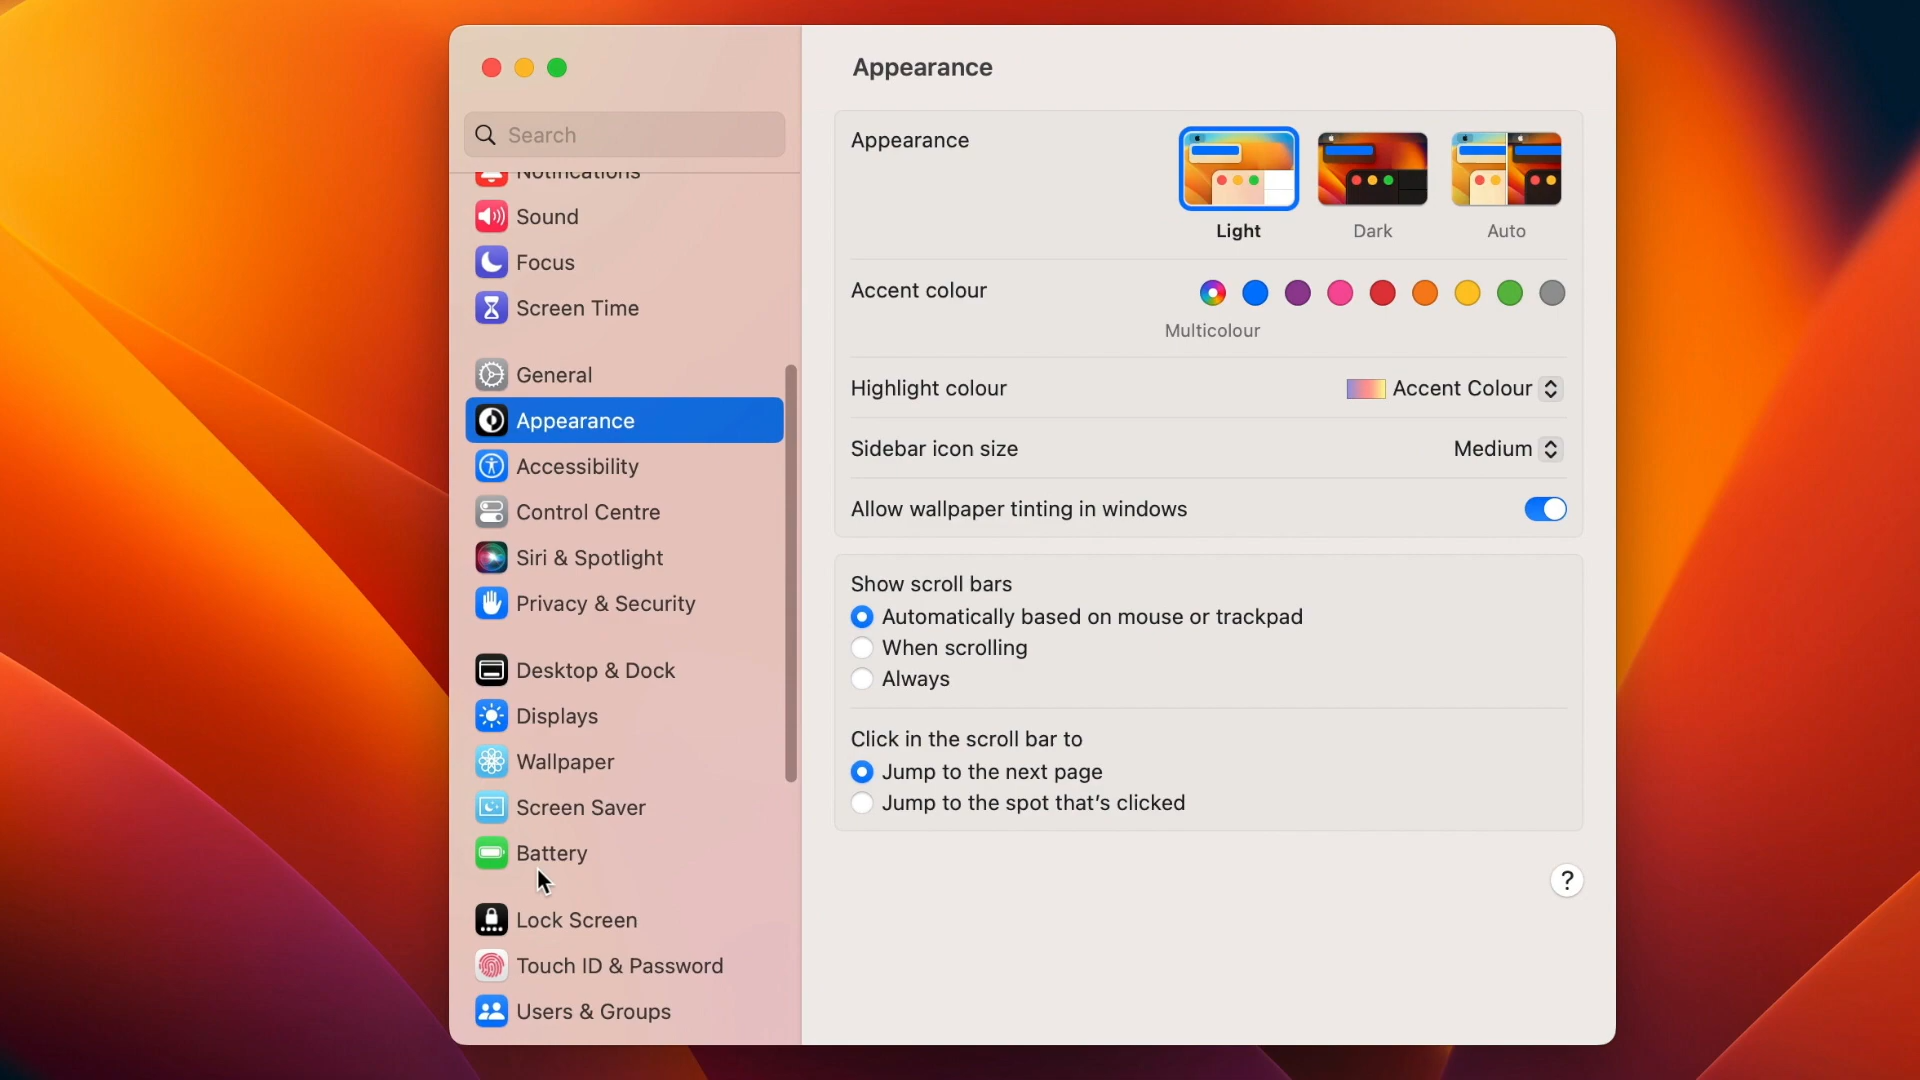 Appearance
Search
Notifications
Sound
Focus
Screen Time
General
Appearance
Accessibility
Control Centre
Siri & Spotlight
Privacy & Security
Desktop & Dock
Displays
Wallpaper
Screen Saver
Battery
Lock Screen
Touch ID & Password
Users & Groups
Appearance
Light
Dark
Auto
Accent colour
Multicolour
Highlight colour
Accent Colour
Sidebar icon size
Medium
Allow wallpaper tinting in windows
Show scroll bars
Automatically based on mouse or trackpad
When scrolling
Always
Click in the scroll bar to
Jump to the next page
Jump to the spot that's clicked
?